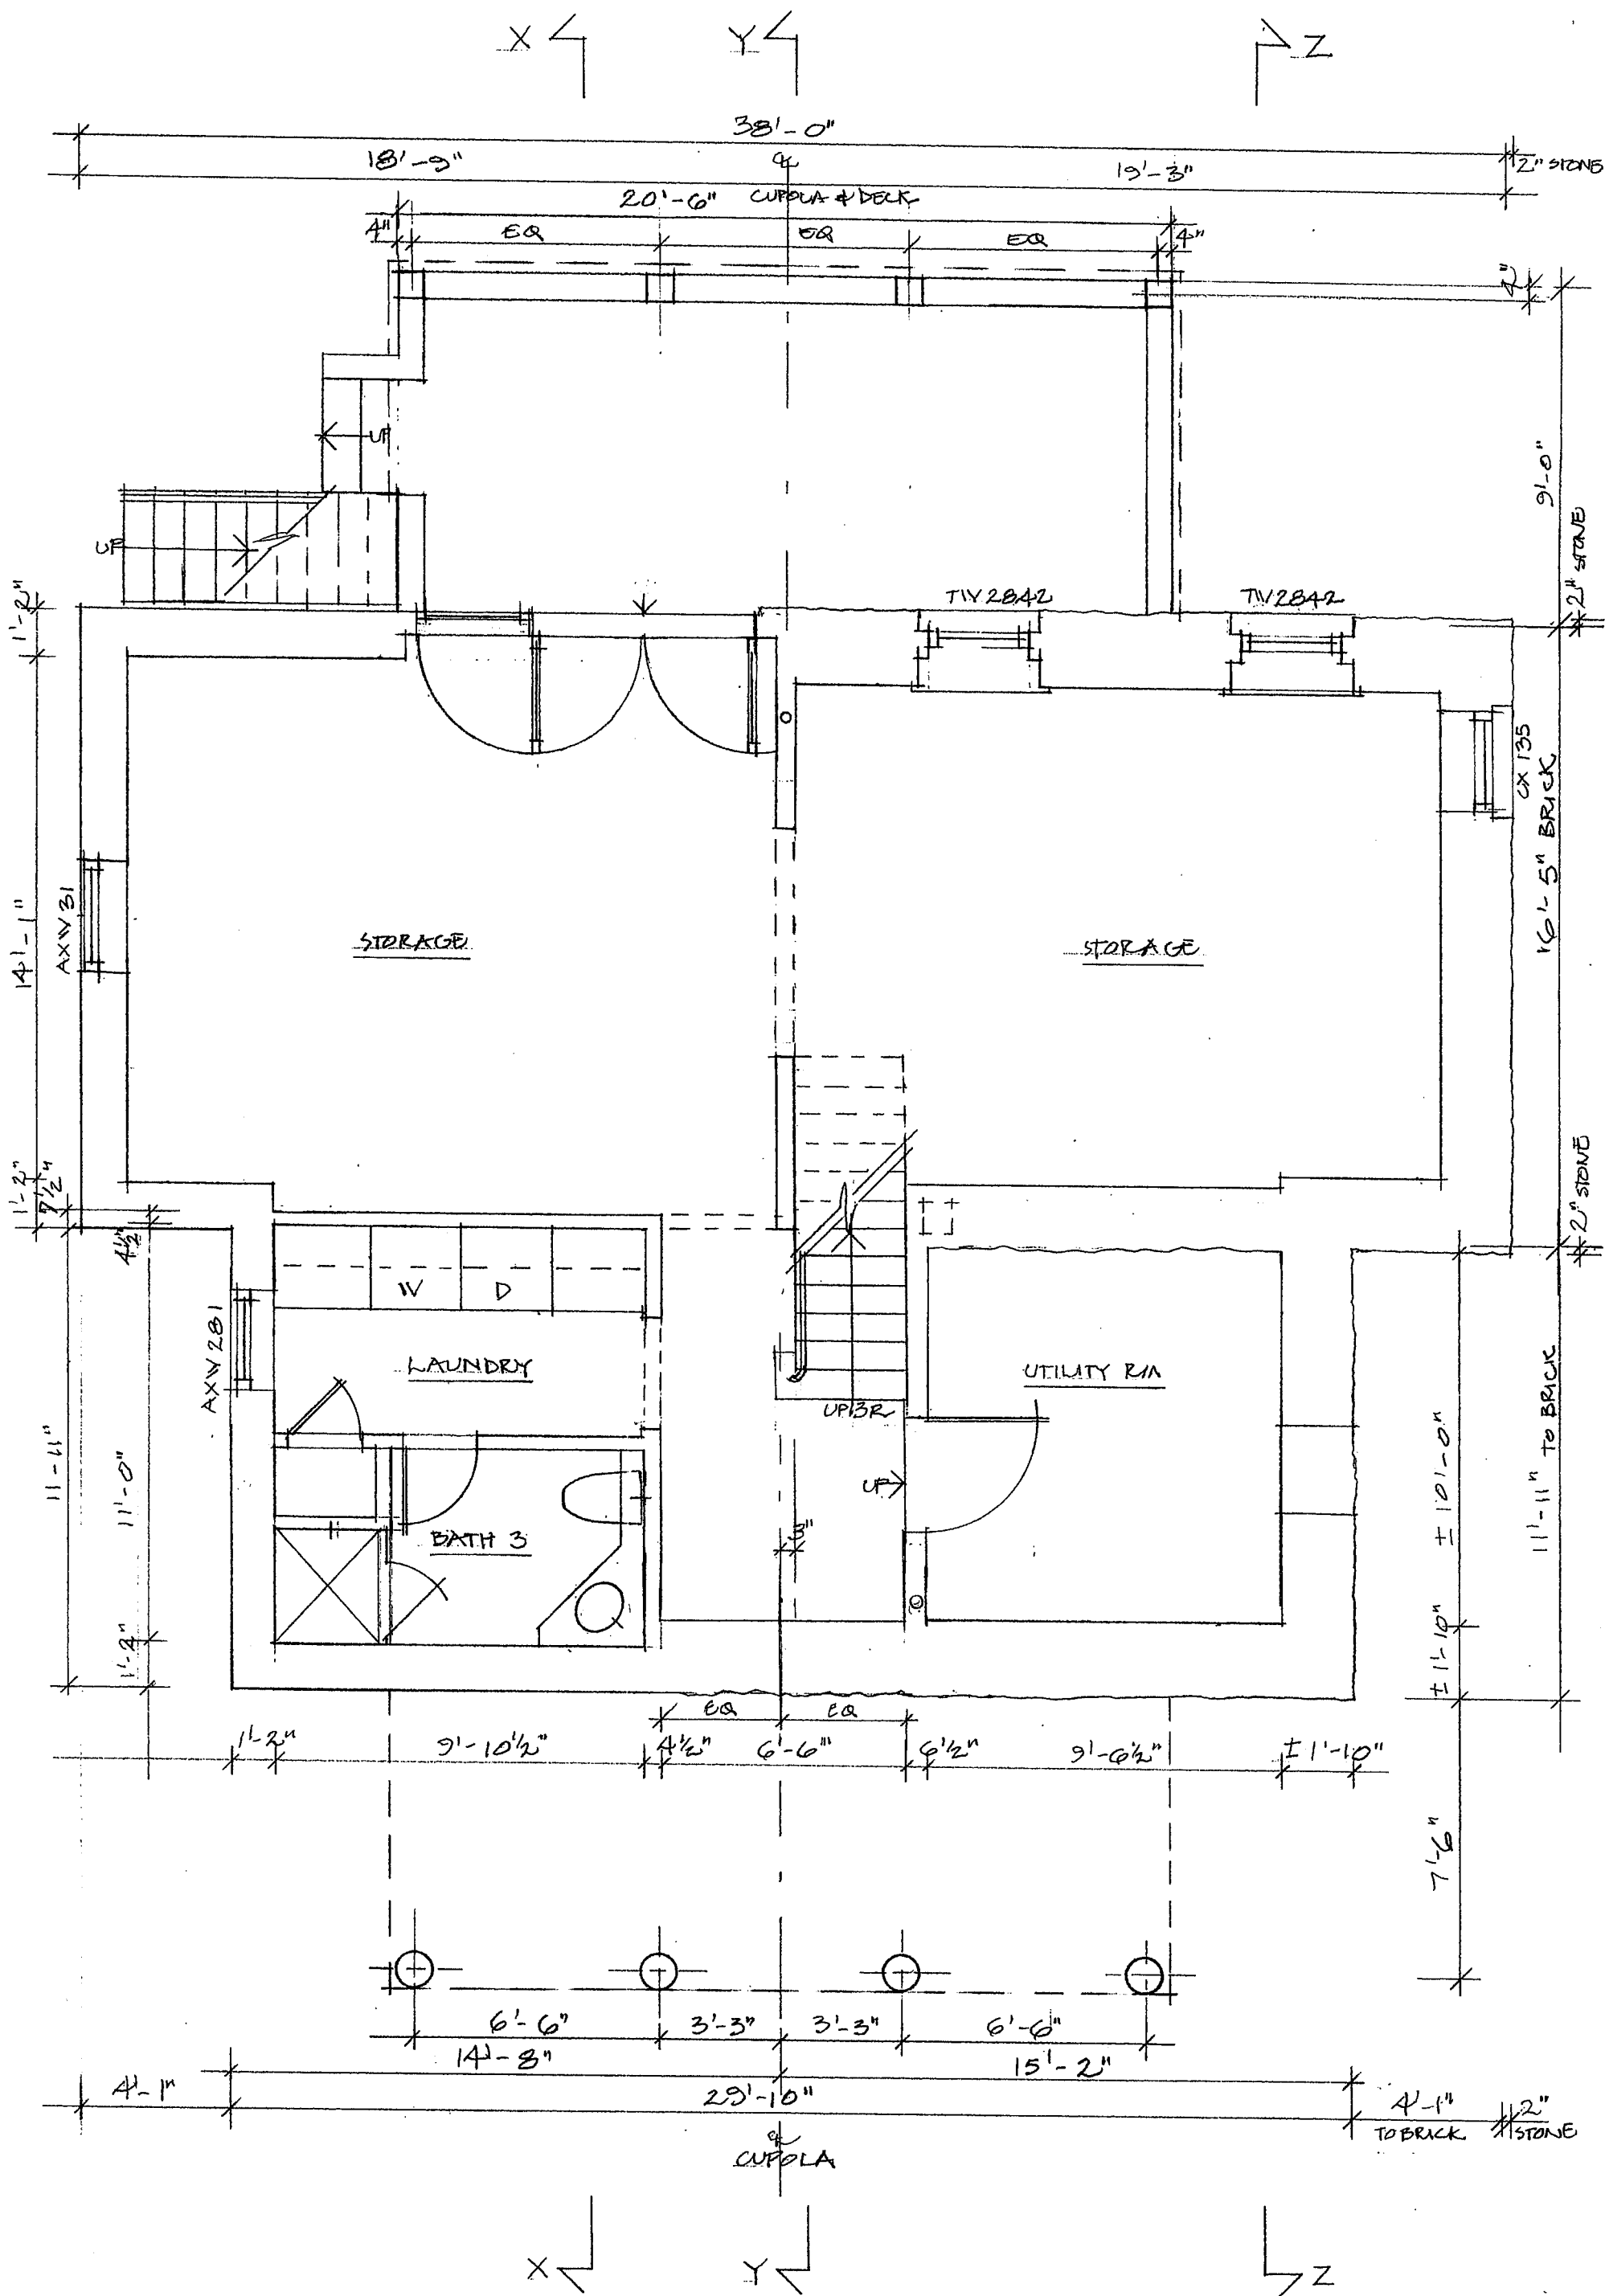 X Y Z
38'-0"
18'-9" ℄ 19'-3" 2" STONE
20'-6" CUPOLA & DECK
4" EQ EQ EQ 4"
4"
9'-0"
UP
UP
2" STONE
TW2842 TW2842
1'-2"
CX 135
16'-5" BRICK
AXW31
14'-1"
STORAGE STORAGE
1'-2"
7½"
4½"
2" STONE
W D
AXW281
LAUNDRY
UTILITY RM
UP13R
UP
11'-11"
11'-0"
BATH 3
3"
± 10'-0"
11'-11" TO BRICK
1'-2"
± 1'-10"
EQ EQ
1'-2" 9'-10½" 4½" 6'-6" 6½" 9'-6½" ± 1'-10"
7'-6"
6'-6" 3'-3" 3'-3" 6'-6"
14'-8" 15'-2"
4'-1" 29'-10" 4'-1" 2"
TO BRICK STONE
℄
CUPOLA
X Y Z